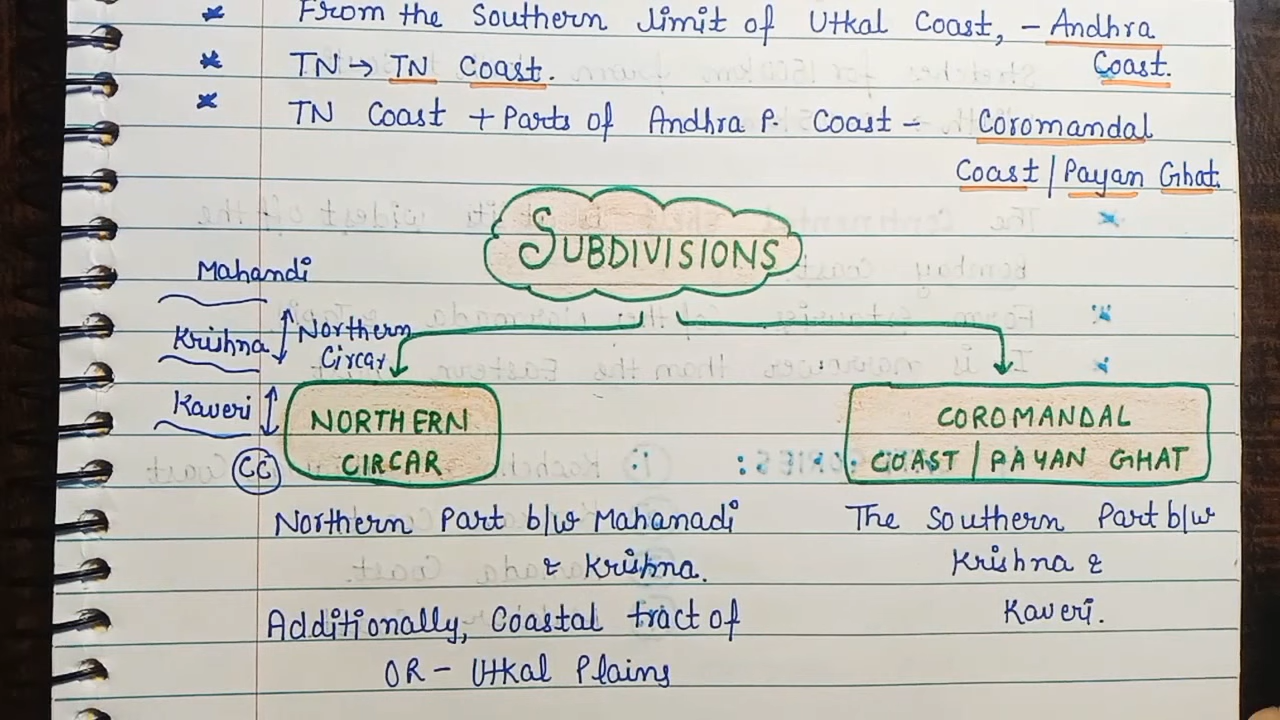 * From the Southern limit of Utkal Coast, - Andhra
Coast.
* TN → TN Coast.
* TN Coast + Parts of Andhra P. Coast - Coromandal
Coast / Payan Ghat.
SUBDIVISIONS
Mahandi
Krishna
Northern
Circar
Kaveri
CC
NORTHERN
CIRCAR
COROMANDAL
COAST / PAYAN GHAT
Northern Part b/w Mahanadi
& Krishna.
Additionally, Coastal tract of
OR - Utkal Plains
The Southern Part b/w
Krishna &
Kaveri.